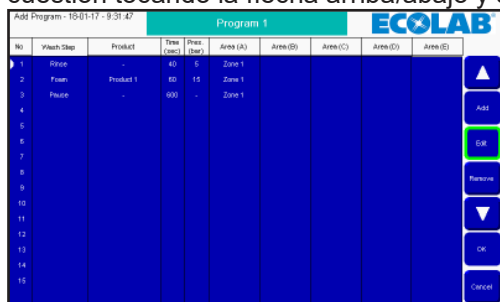 cuestión tocando la flecha arriba/abajo y
Add Program - 18-01-17 - 9:31:47 Program 1 ECOLAB®
No Wash Step Product Time (sec) Pres. (bar) Area (A) Area (B) Area (C) Area (D) Area (E)
1 Rinse - 40 5 Zone 1
2 Foam Product 1 60 15 Zone 1
3 Pause - 600 - Zone 1
4
5
6
7
8
9
10
11
12
13
14
15
Add
Edit
Remove
OK
Cancel